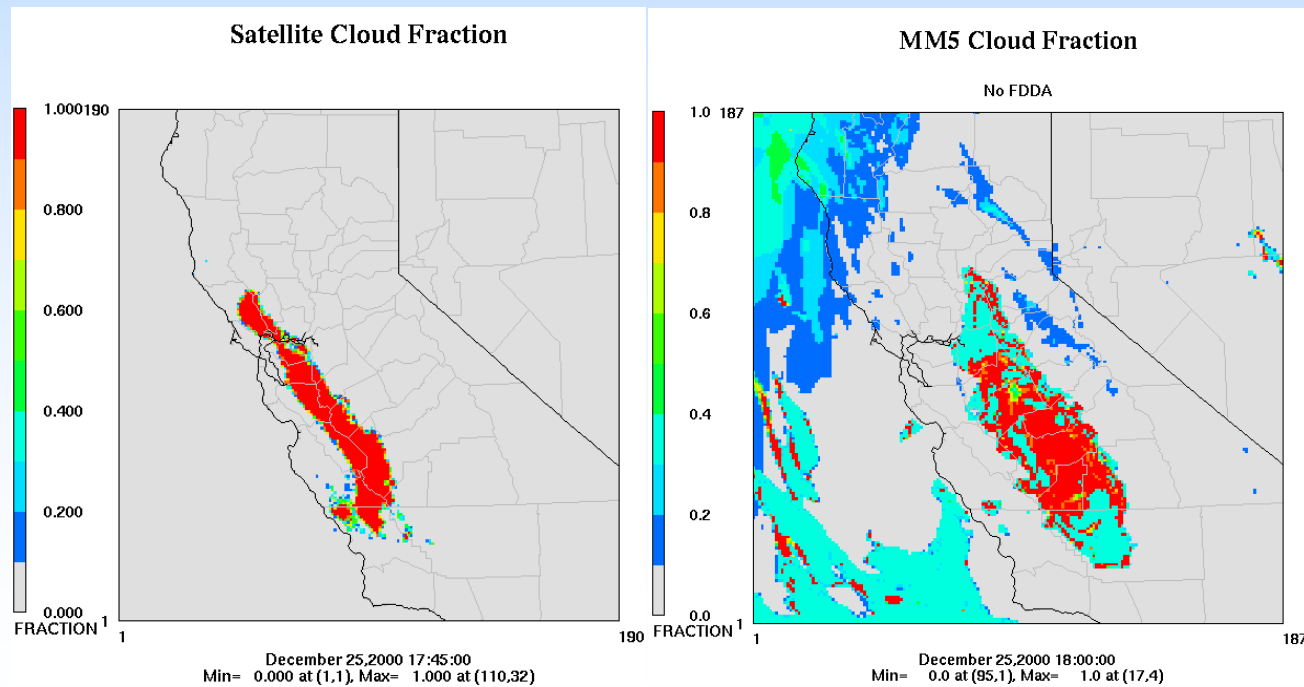 Satellite Cloud Fraction
1.000
0.800
0.600
0.400
0.200
0.000
FRACTION
190
1
1
190
December 25,2000 17:45:00
Min= 0.000 at (1,1), Max= 1.000 at (110,32)
MM5 Cloud Fraction
No FDDA
1.0
0.8
0.6
0.4
0.2
0.0
FRACTION
187
1
1
187
December 25,2000 18:00:00
Min= 0.0 at (95,1), Max= 1.0 at (17,4)